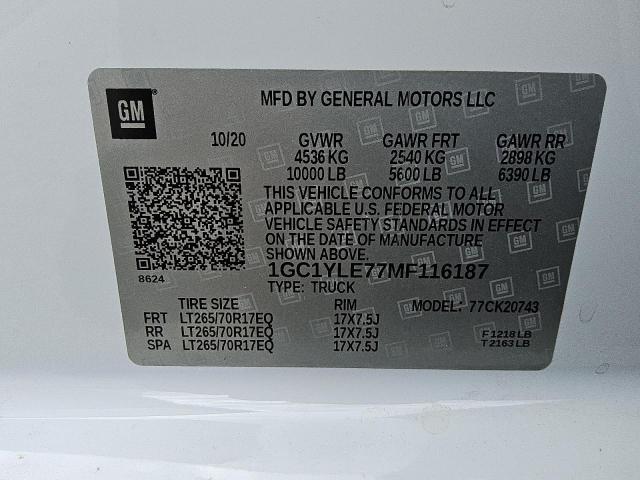 GM
MFD BY GENERAL MOTORS LLC
10/20 GVWR GAWR FRT GAWR RR
4536 KG 2540 KG 2898 KG
10000 LB 5600 LB 6390 LB
THIS VEHICLE CONFORMS TO ALL
APPLICABLE U.S. FEDERAL MOTOR
VEHICLE SAFETY STANDARDS IN EFFECT
ON THE DATE OF MANUFACTURE
SHOWN ABOVE.
8624
1GC1YLE77MF116187
TYPE: TRUCK
TIRE SIZE RIM MODEL: 77CK20743
FRT LT265/70R17EQ 17X7.5J
RR LT265/70R17EQ 17X7.5J F1218 LB
SPA LT265/70R17EQ 17X7.5J T2163 LB